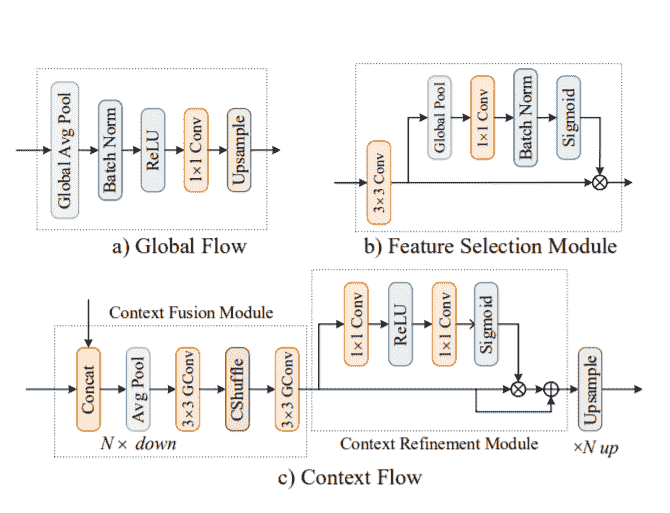 Global Avg Pool
Batch Norm
ReLU
1×1 Conv
Upsample
a) Global Flow
3×3 Conv
Global Pool
1×1 Conv
Batch Norm
Sigmoid
b) Feature Selection Module
Context Fusion Module
Concat
Avg Pool
3×3 GConv
CShuffle
3×3 GConv
N× down
1×1 Conv
ReLU
1×1 Conv
Sigmoid
Context Refinement Module
Upsample
×N up
c) Context Flow